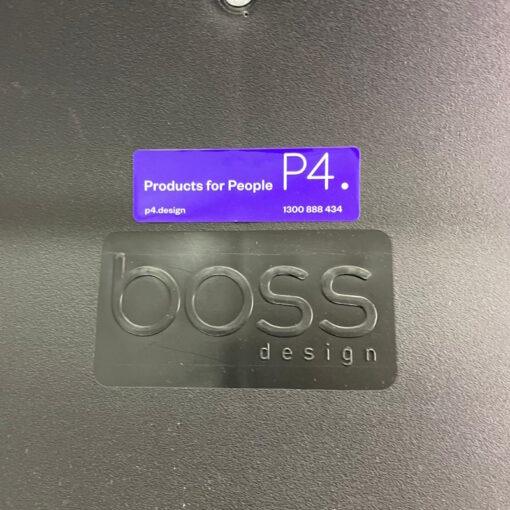 Products for People P4.
p4.design 1300 888 434
boss
design